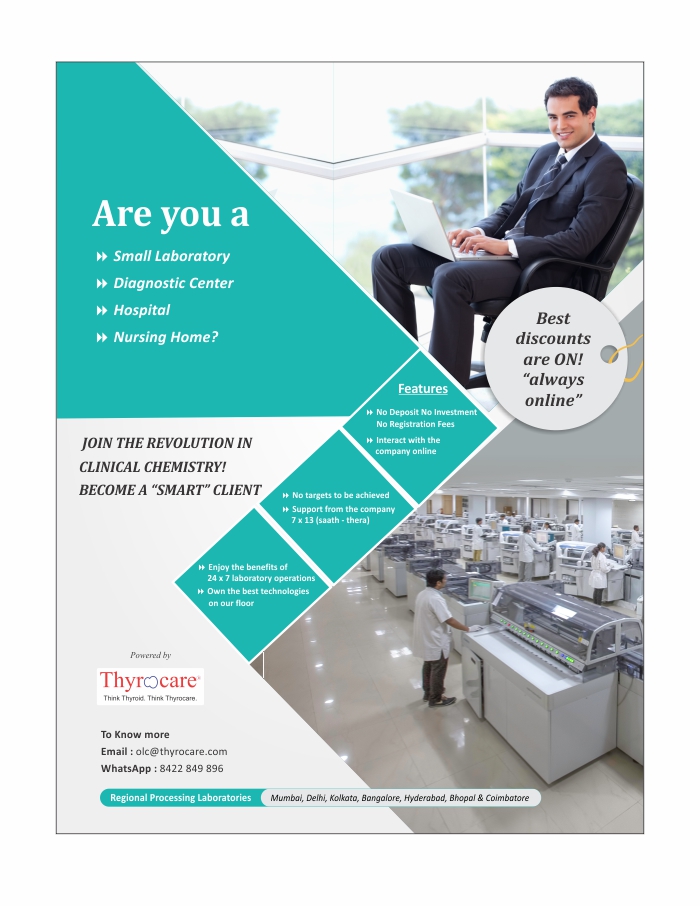 Are you a
Small Laboratory
Diagnostic Center
Hospital
Nursing Home?
Best
discounts
are ON!
“always
online”
Features
No Deposit No Investment
No Registration Fees
Interact with the
company online
JOIN THE REVOLUTION IN
CLINICAL CHEMISTRY!
BECOME A “SMART” CLIENT
No targets to be achieved
Support from the company
7 x 13 (saath - thera)
Enjoy the benefits of
24 x 7 laboratory operations
Own the best technologies
on our floor
Powered by
Thyrocare®
Think Thyroid. Think Thyrocare.
To Know more
Email : olc@thyrocare.com
WhatsApp : 8422 849 896
Regional Processing Laboratories Mumbai, Delhi, Kolkata, Bangalore, Hyderabad, Bhopal & Coimbatore